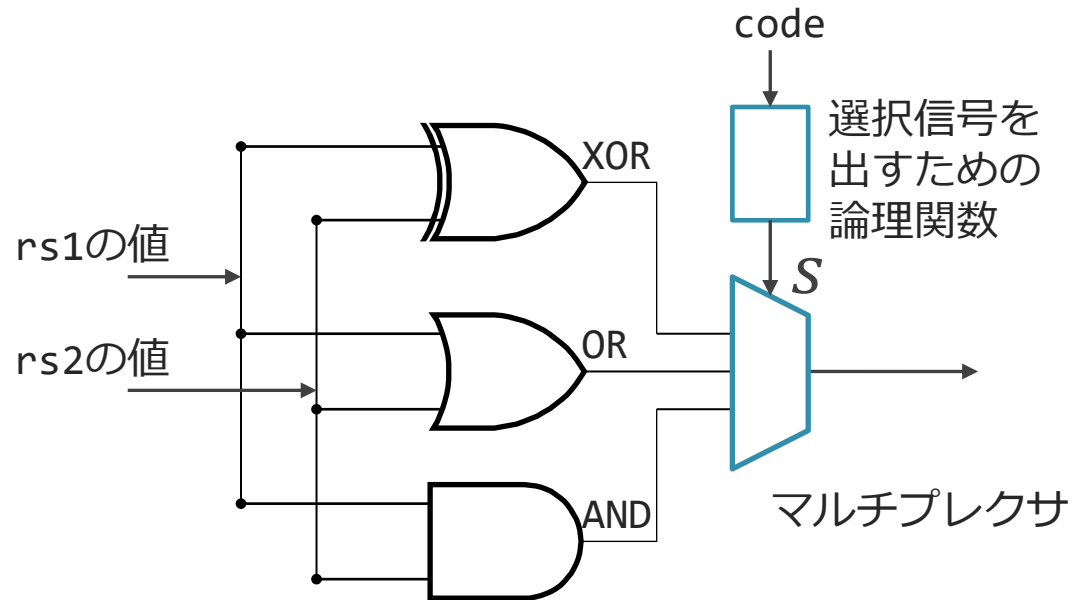 code
選択信号を
出すための
論理関数
XOR
rs1の値
S
rs2の値
OR
AND
マルチプレクサ